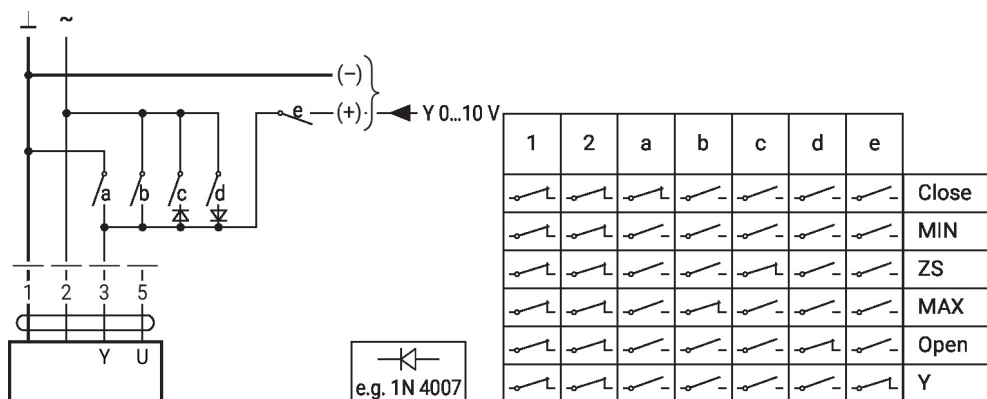 ⊥ ~
(–)
e (+) Y 0...10 V
a b c d
1 2 3 5
Y U
e.g. 1N 4007
1 2 a b c d e
Close
MIN
ZS
MAX
Open
Y